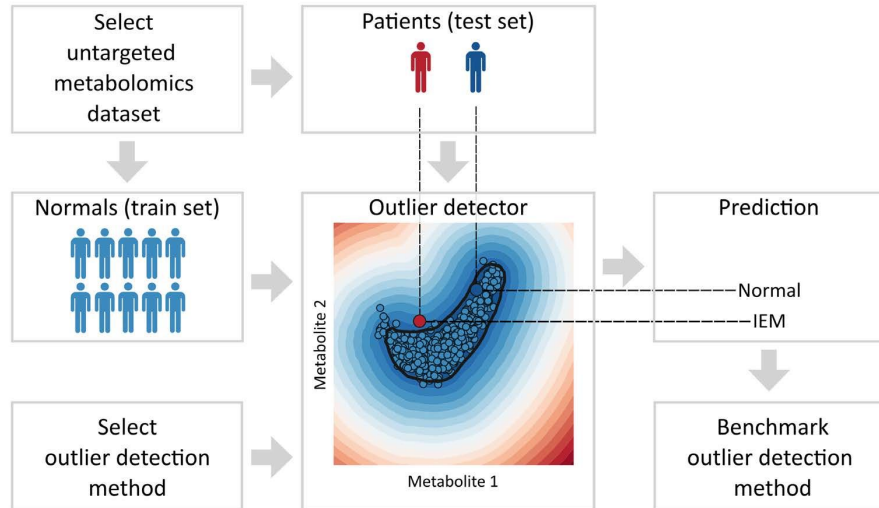 Select
untargeted
metabolomics
dataset
Patients (test set)
Normals (train set)
Outlier detector
Metabolite 2
Metabolite 1
Prediction
Normal
IEM
Select
outlier detection
method
Benchmark
outlier detection
method